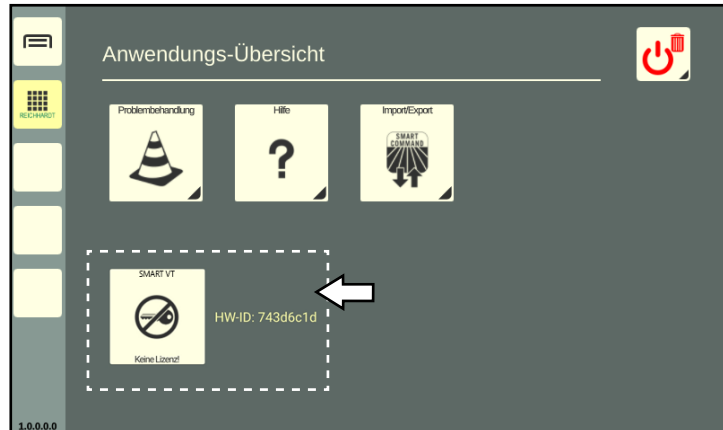 Anwendungs-Übersicht
REICHHARDT
Problembehandlung
Hilfe
?
Import/Export
SMART
COMMAND
SMART VT
HW-ID: 743d6c1d
Keine Lizenz!
1.0.0.0.0